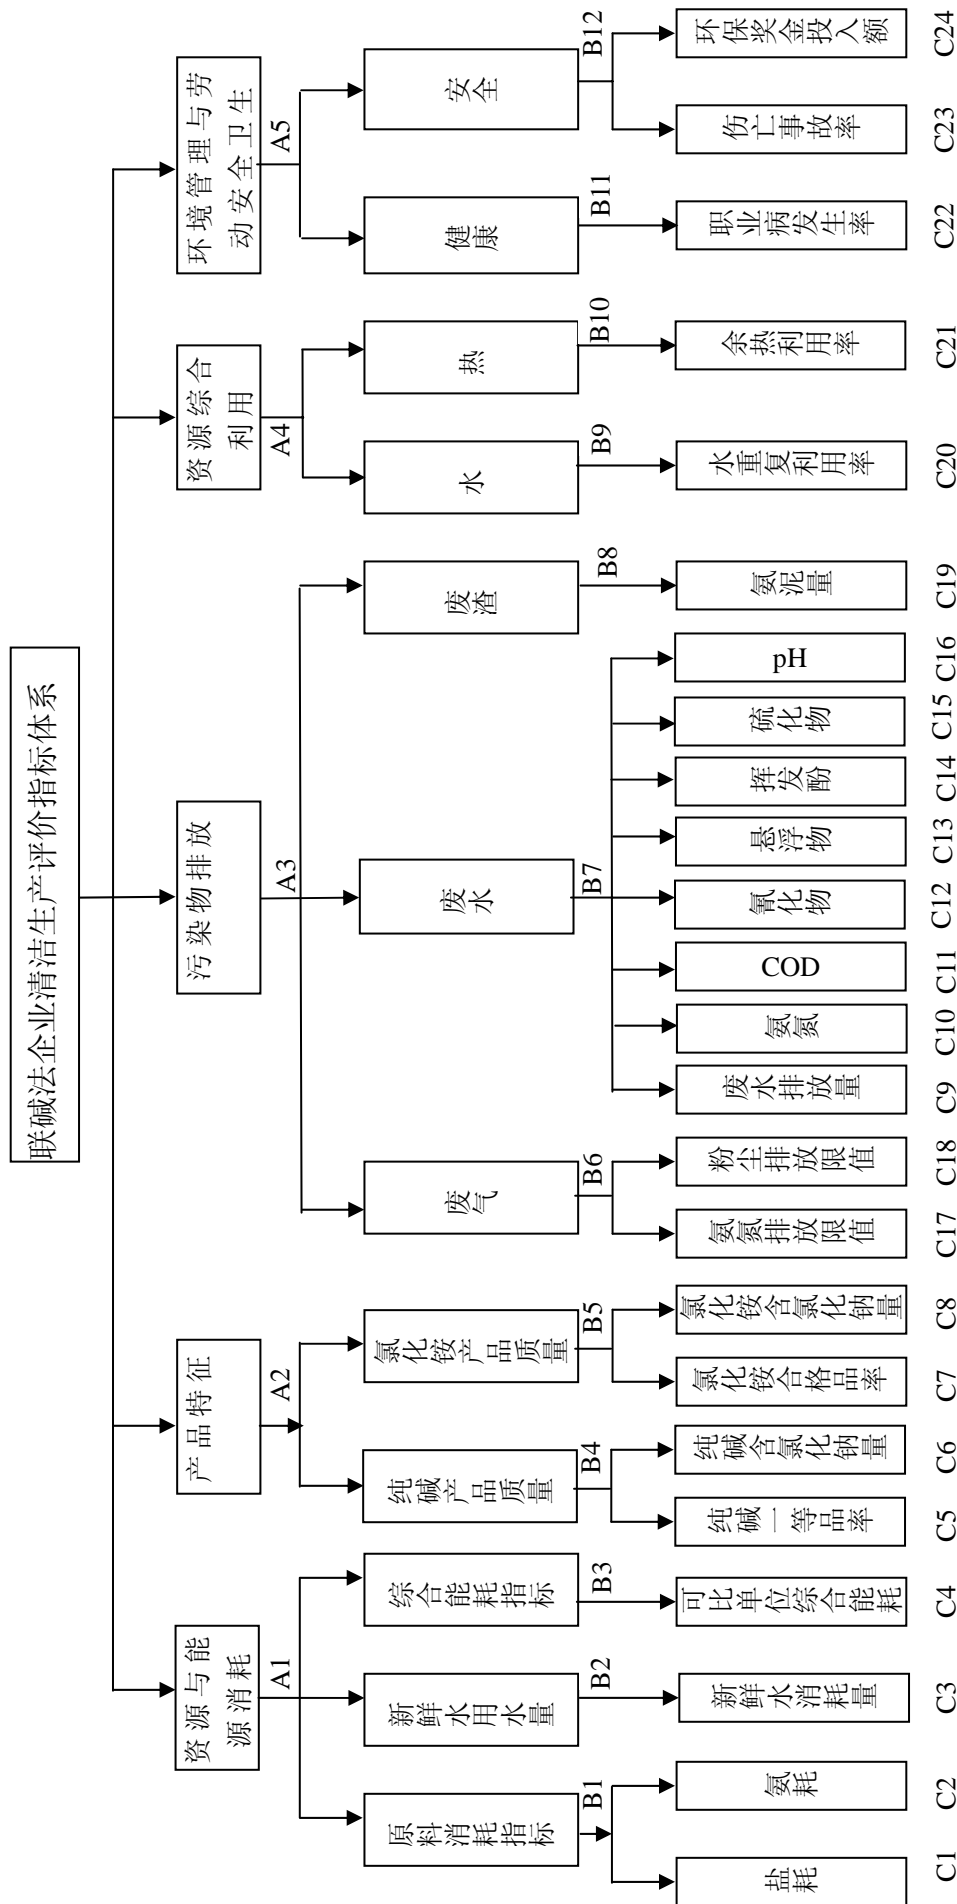 联碱法企业清洁生产评价指标体系
资源与能
源消耗
产品特征
污染物排放
资源综合
利用
环境管理与劳
动安全卫生
A1
A2
A3
A4
A5
原料消耗指标
新鲜水用水量
综合能耗指标
纯碱产品质量
氯化铵产品质量
废气
废水
废渣
水
热
健康
安全
B1
B2
B3
B4
B5
B6
B7
B8
B9
B10
B11
B12
盐耗
氨耗
新鲜水消耗量
可比单位综合能耗
纯碱一等品率
纯碱含氯化钠量
氯化铵合格品率
氯化铵含氯化钠量
氨氮排放限值
粉尘排放限值
废水排放量
氨氮
COD
氰化物
悬浮物
挥发酚
硫化物
pH
氨泥量
水重复利用率
余热利用率
职业病发生率
伤亡事故率
环保奖金投入额
C1
C2
C3
C4
C5
C6
C7
C8
C17
C18
C9
C10
C11
C12
C13
C14
C15
C16
C19
C20
C21
C22
C23
C24